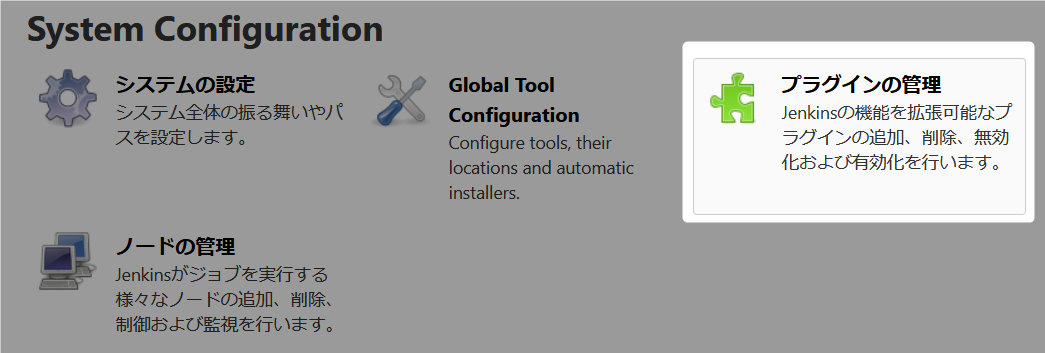 System Configuration
システムの設定
システム全体の振る舞いやパ
スを設定します。
Global Tool
Configuration
Configure tools, their
locations and automatic
installers.
プラグインの管理
Jenkinsの機能を拡張可能なプ
ラグインの追加、削除、無効
化および有効化を行います。
ノードの管理
Jenkinsがジョブを実行する
様々なノードの追加、削除、
制御および監視を行います。